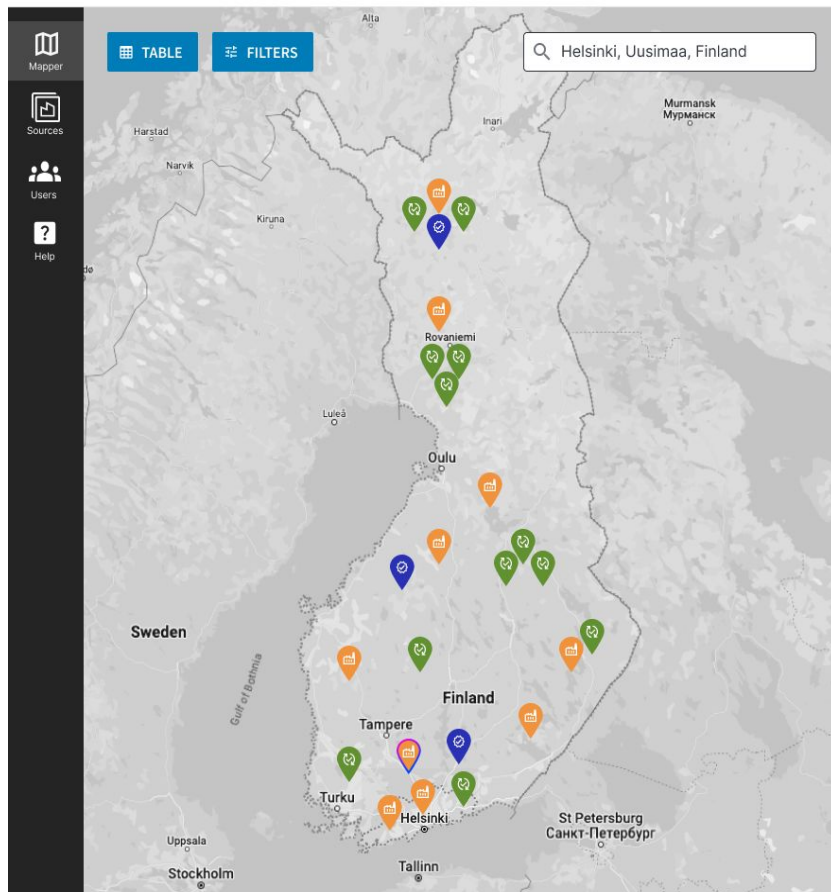 Mapper
Sources
Users
? 
Help
TABLE
FILTERS
Helsinki, Uusimaa, Finland
Alta
Murmansk
Мурманск
Inari
Harstad
Narvik
Kiruna
dø
Rovaniemi
Luleå
Oulu
Sweden
Gulf of Bothnia
Finland
Tampere
Turku
Helsinki
St Petersburg
Санкт-Петербург
Uppsala
Stockholm
Tallinn